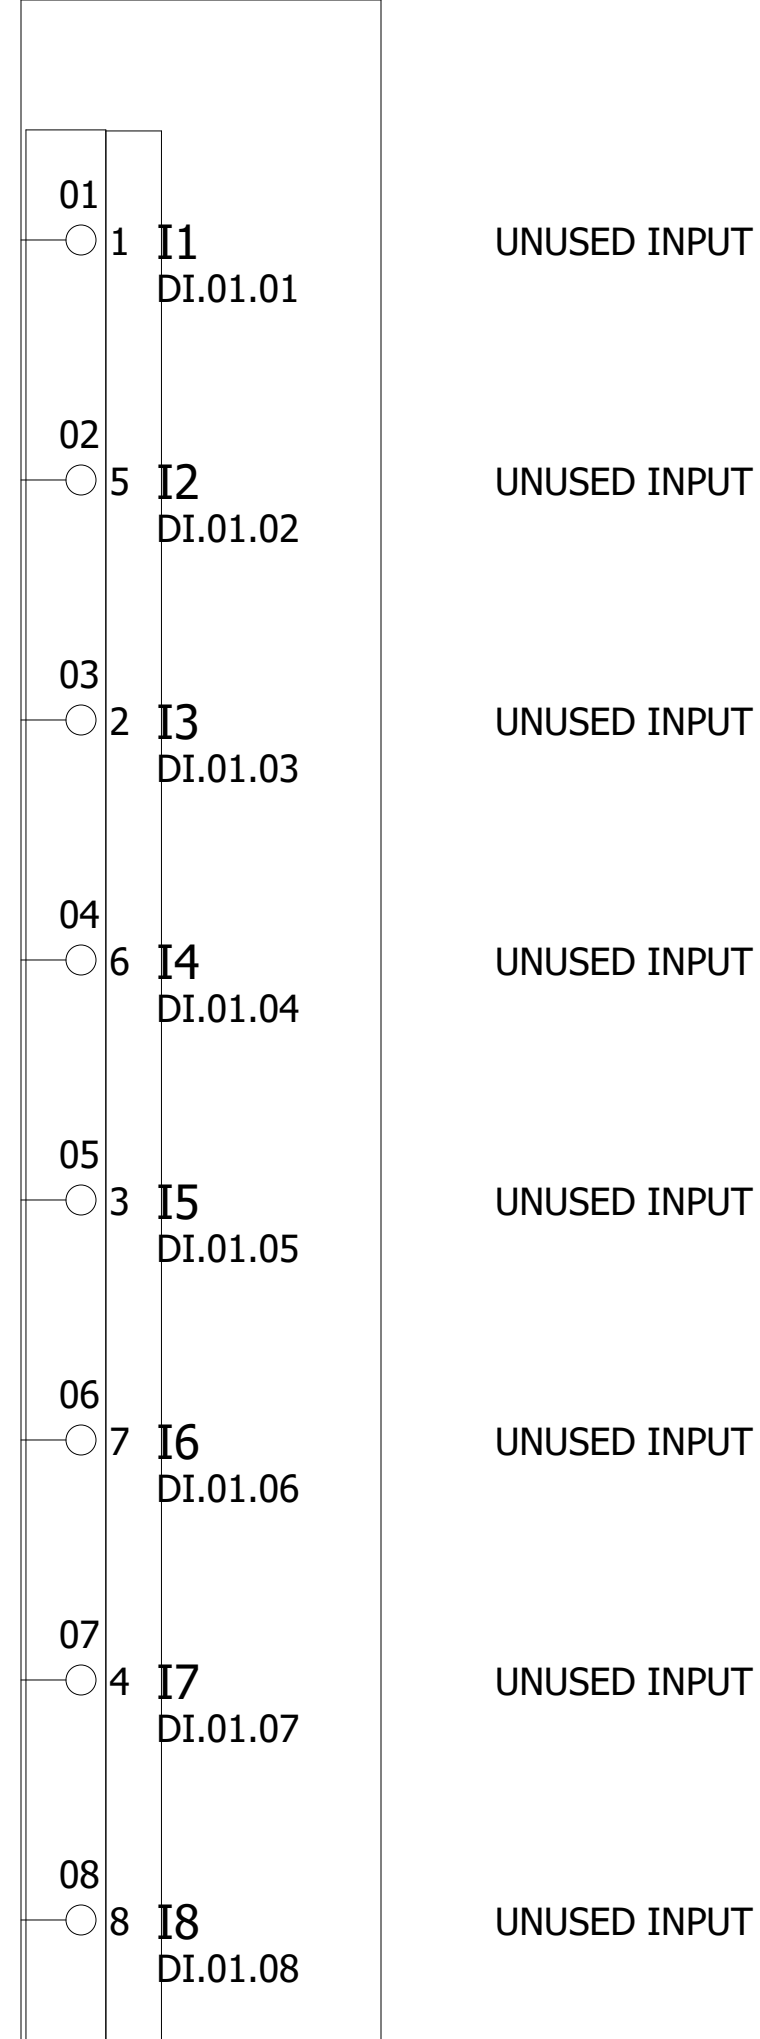 01
1 I1 UNUSED INPUT
DI.01.01
02
5 I2 UNUSED INPUT
DI.01.02
03
2 I3 UNUSED INPUT
DI.01.03
04
6 I4 UNUSED INPUT
DI.01.04
05
3 I5 UNUSED INPUT
DI.01.05
06
7 I6 UNUSED INPUT
DI.01.06
07
4 I7 UNUSED INPUT
DI.01.07
08
8 I8 UNUSED INPUT
DI.01.08